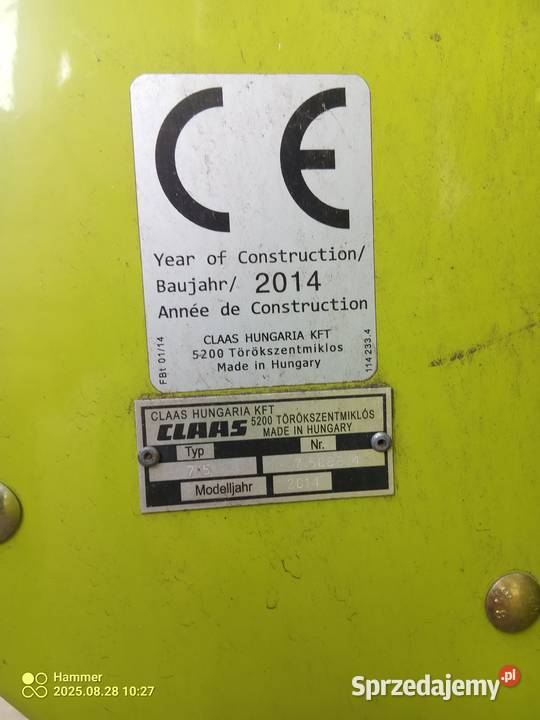 CE
Year of Construction/
Baujahr/ 2014
Année de Construction
CLAAS HUNGARIA KFT
5200 Törökszentmiklos
Made in Hungary
FBt 01/14
114 233.4
CLAAS HUNGARIA KFT
CLAAS 5200 TÖRÖKSZENTMIKLÓS
MADE IN HUNGARY
Typ Nr.
Modelljahr 2014
Hammer
2025.08.28 10:27
Sprzedajemy.pl